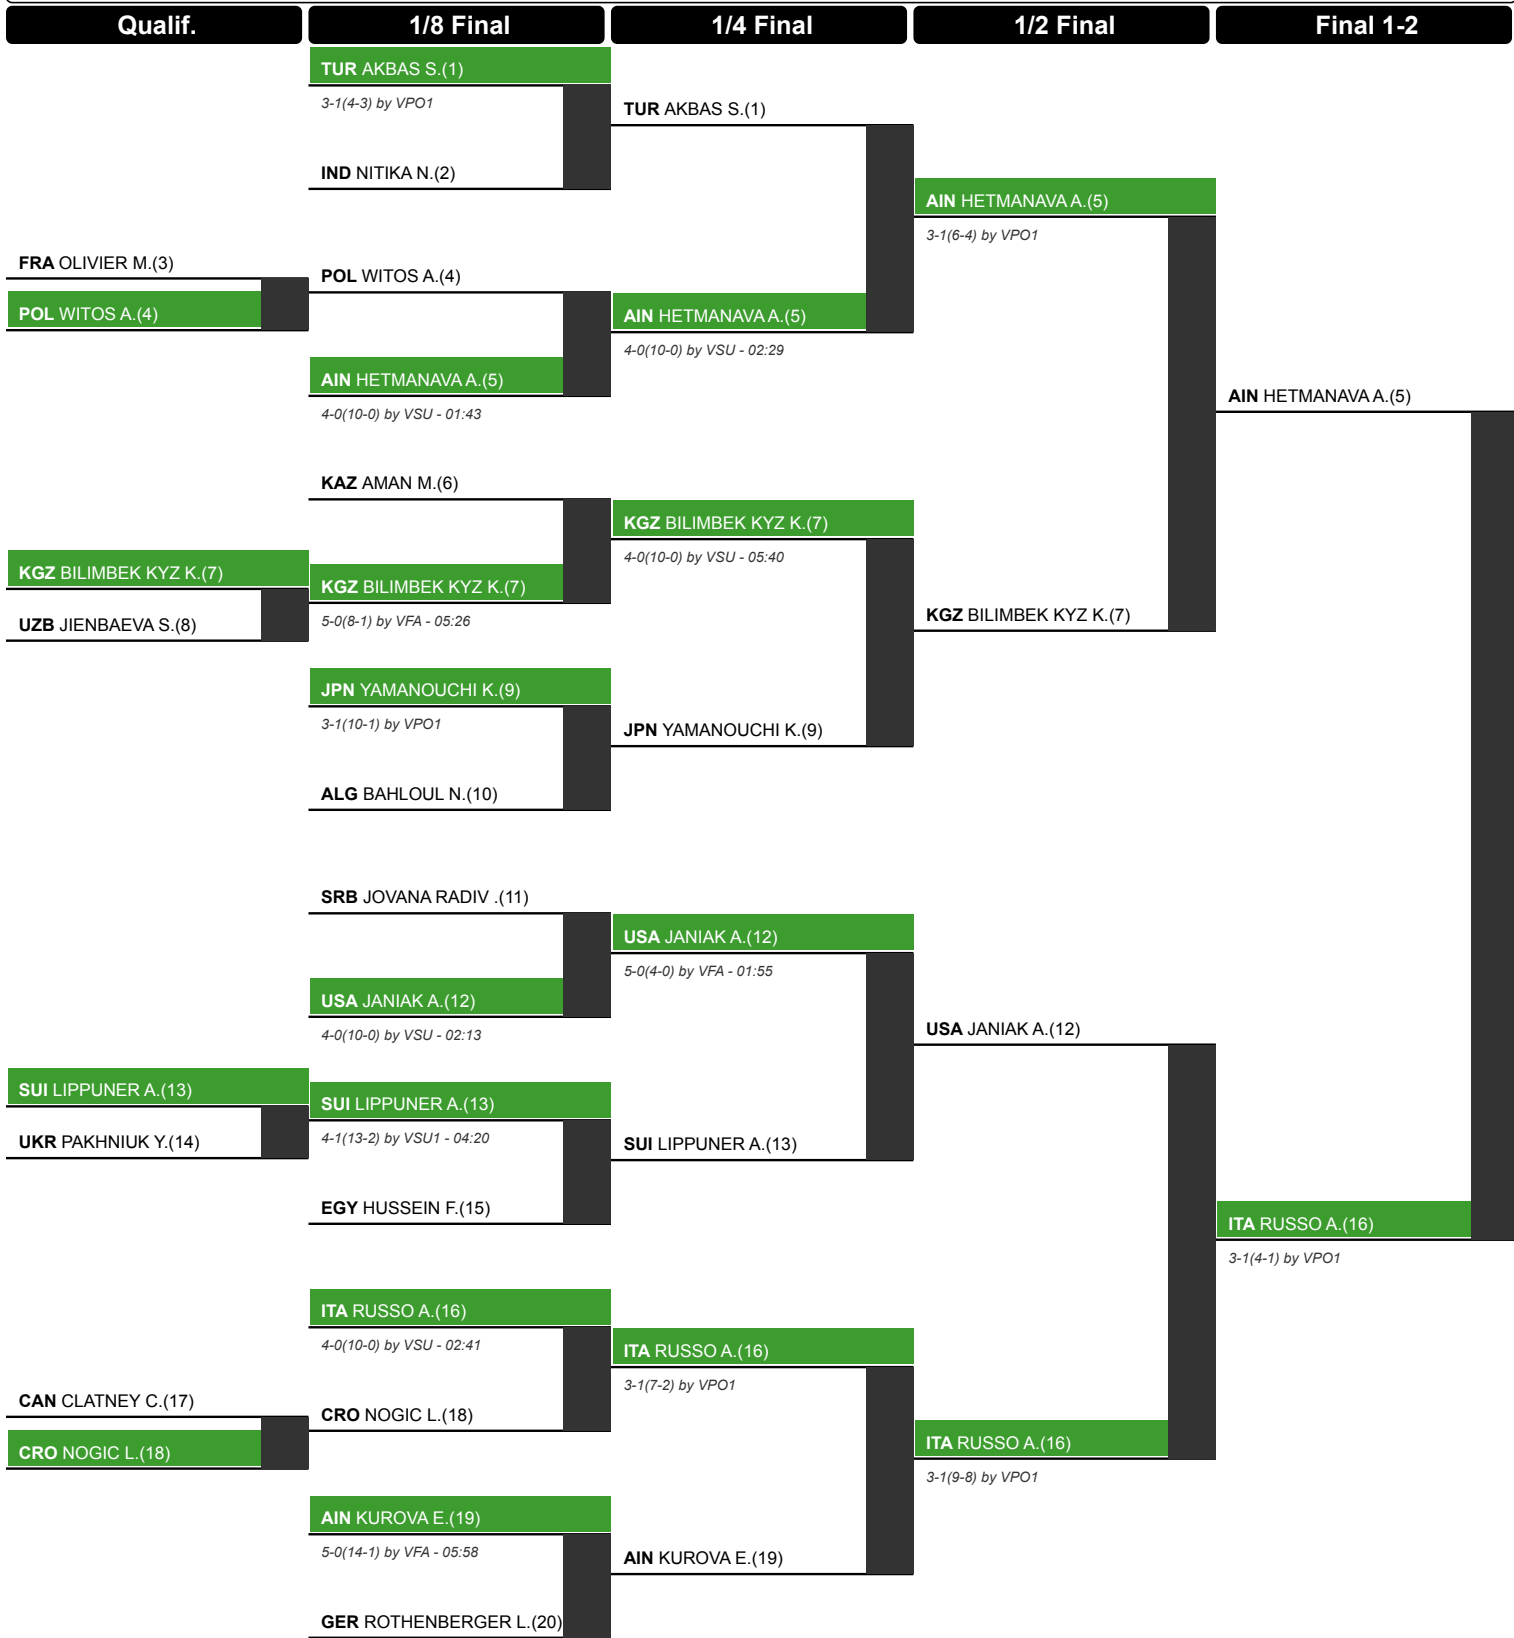 Qualif.
1/8 Final
1/4 Final
1/2 Final
Final 1-2
FRA OLIVIER M.(3)
POL WITOS A.(4)
KGZ BILIMBEK KYZ K.(7)
UZB JIENBAEVA S.(8)
SUI LIPPUNER A.(13)
UKR PAKHNIUK Y.(14)
CAN CLATNEY C.(17)
CRO NOGIC L.(18)
TUR AKBAS S.(1)
3-1(4-3) by VPO1
IND NITIKA N.(2)
POL WITOS A.(4)
AIN HETMANAVA A.(5)
4-0(10-0) by VSU - 01:43
KAZ AMAN M.(6)
KGZ BILIMBEK KYZ K.(7)
5-0(8-1) by VFA - 05:26
JPN YAMANOUCHI K.(9)
3-1(10-1) by VPO1
ALG BAHLOUL N.(10)
SRB JOVANA RADIV .(11)
USA JANIAK A.(12)
4-0(10-0) by VSU - 02:13
SUI LIPPUNER A.(13)
4-1(13-2) by VSU1 - 04:20
EGY HUSSEIN F.(15)
ITA RUSSO A.(16)
4-0(10-0) by VSU - 02:41
CRO NOGIC L.(18)
AIN KUROVA E.(19)
5-0(14-1) by VFA - 05:58
GER ROTHENBERGER L.(20)
TUR AKBAS S.(1)
AIN HETMANAVA A.(5)
4-0(10-0) by VSU - 02:29
KGZ BILIMBEK KYZ K.(7)
4-0(10-0) by VSU - 05:40
JPN YAMANOUCHI K.(9)
USA JANIAK A.(12)
5-0(4-0) by VFA - 01:55
SUI LIPPUNER A.(13)
ITA RUSSO A.(16)
3-1(7-2) by VPO1
AIN KUROVA E.(19)
AIN HETMANAVA A.(5)
3-1(6-4) by VPO1
KGZ BILIMBEK KYZ K.(7)
USA JANIAK A.(12)
ITA RUSSO A.(16)
3-1(9-8) by VPO1
AIN HETMANAVA A.(5)
ITA RUSSO A.(16)
3-1(4-1) by VPO1